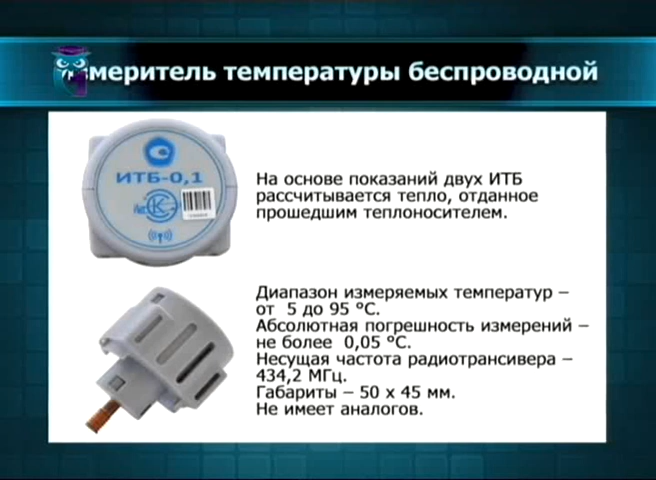 меритель температуры беспроводной
ИТБ-0,1
На основе показаний двух ИТБ
рассчитывается тепло, отданное
прошедшим теплоносителем.
Диапазон измеряемых температур –
от 5 до 95 °С.
Абсолютная погрешность измерений –
не более 0,05 °С.
Несущая частота радиотрансивера –
434,2 МГц.
Габариты – 50 х 45 мм.
Не имеет аналогов.